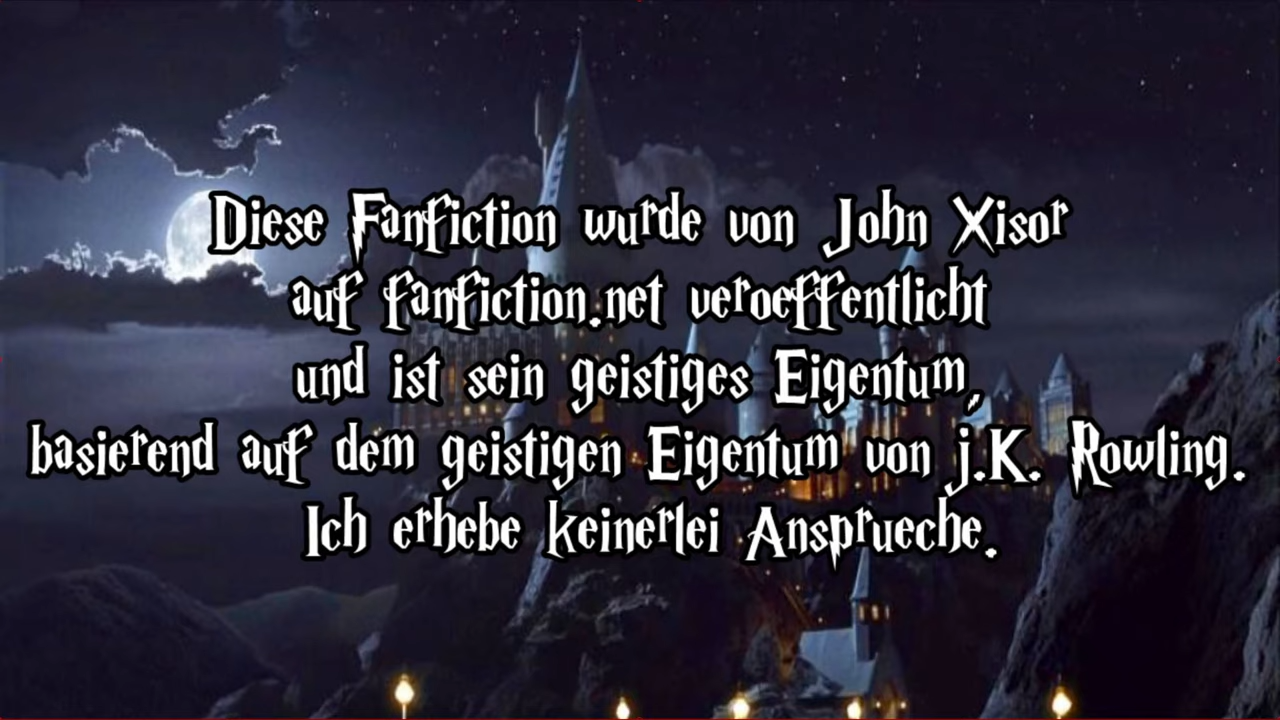 Diese Fanfiction wurde von John Xisor
auf fanfiction.net veroeffentlicht
und ist sein geistiges Eigentum,
basierend auf dem geistigen Eigentum von j.K. Rowling.
Ich erhebe keinerlei Ansprueche.